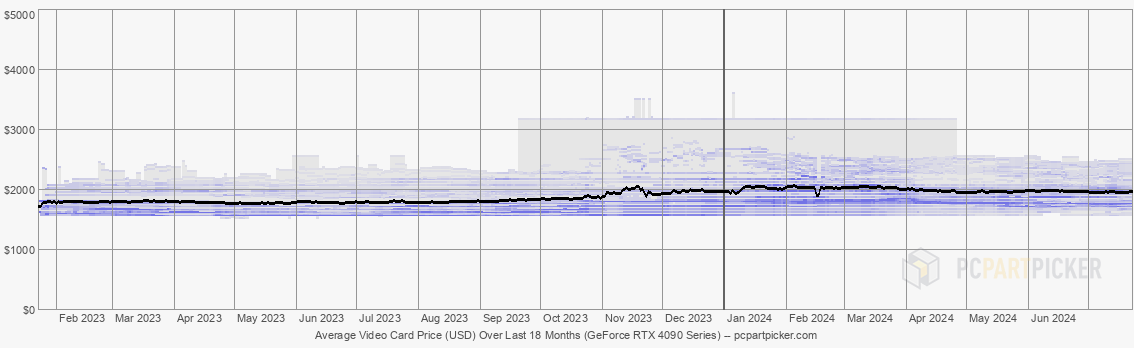 $5000
$4000
$3000
$2000
$1000
$0
PCPARTPICKER
Feb 2023 Mar 2023 Apr 2023 May 2023 Jun 2023 Jul 2023 Aug 2023 Sep 2023 Oct 2023 Nov 2023 Dec 2023 Jan 2024 Feb 2024 Mar 2024 Apr 2024 May 2024 Jun 2024
Average Video Card Price (USD) Over Last 18 Months (GeForce RTX 4090 Series) -- pcpartpicker.com